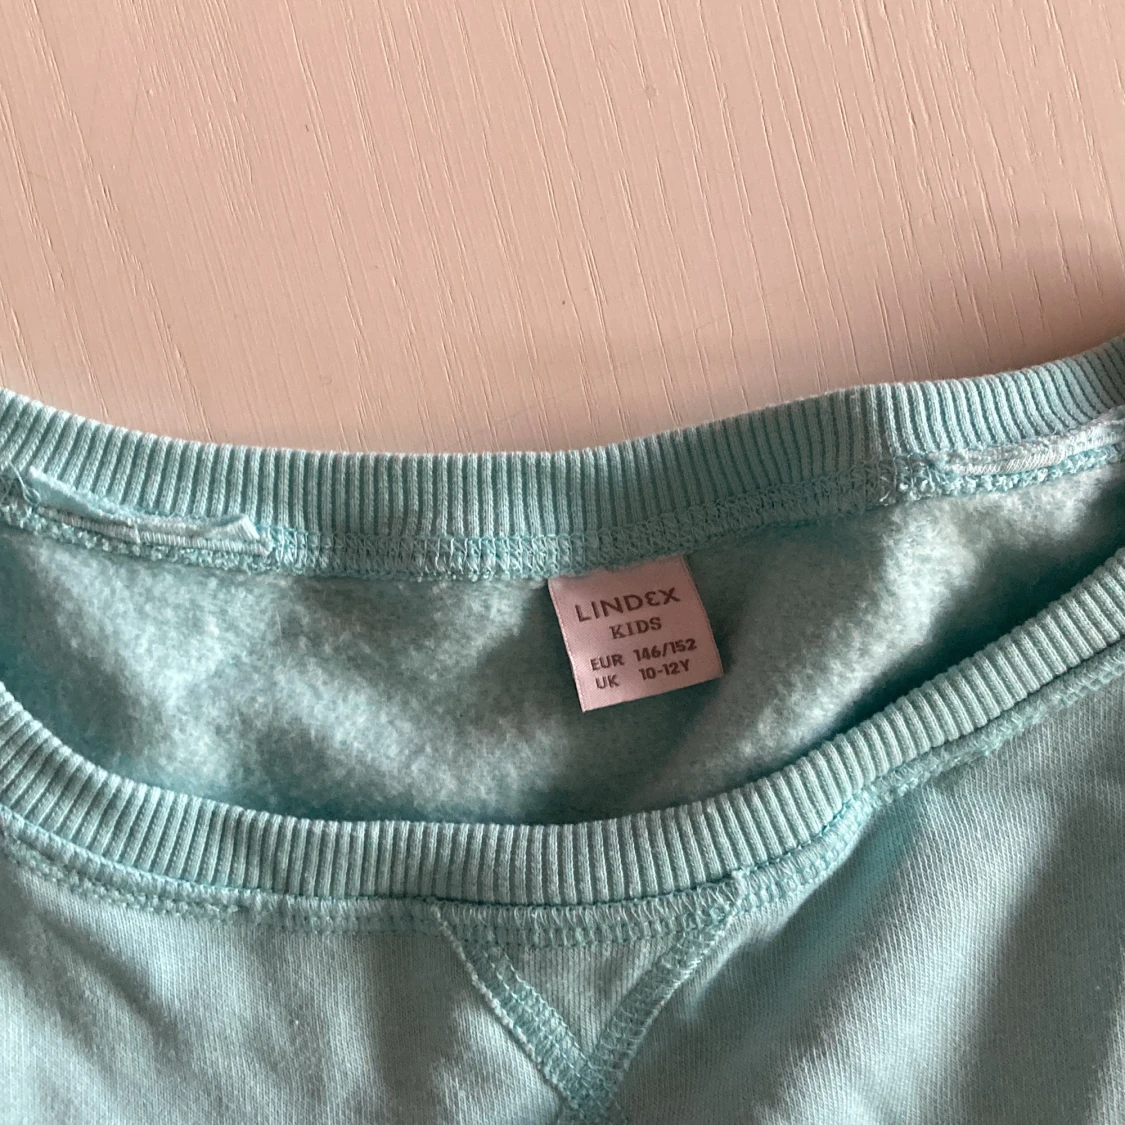 LINDEX
KIDS
EUR 146/152
UK 10-12Y